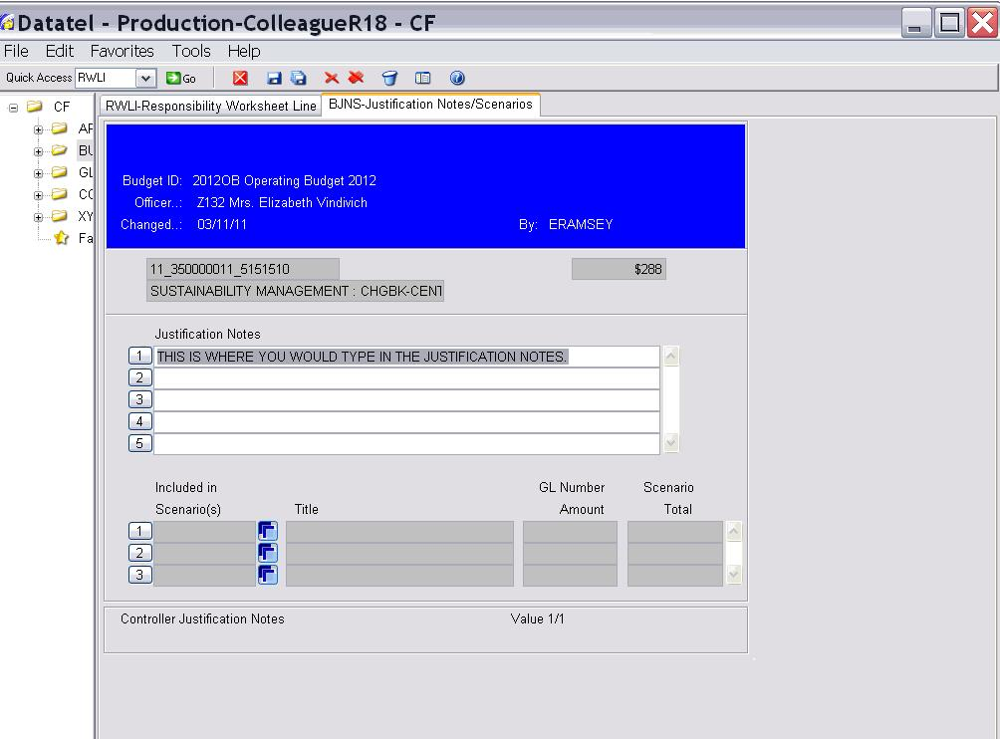 Datatel - Production-ColleagueR18 - CF
File Edit Favorites Tools Help
Quick Access RWLI Go
CF
RWLI-Responsibility Worksheet Line BJNS-Justification Notes/Scenarios
AF
BU
GL
CO
XY
Fa
Budget ID: 2012OB Operating Budget 2012
Officer..: Z132 Mrs. Elizabeth Vindivich
Changed..: 03/11/11 By: ERAMSEY
11_350000011_5151510 $288
SUSTAINABILITY MANAGEMENT : CHGBK-CENT
Justification Notes
1 THIS IS WHERE YOU WOULD TYPE IN THE JUSTIFICATION NOTES.
2
3
4
5
Included in GL Number Scenario
Scenario(s) Title Amount Total
1
2
3
Controller Justification Notes Value 1/1